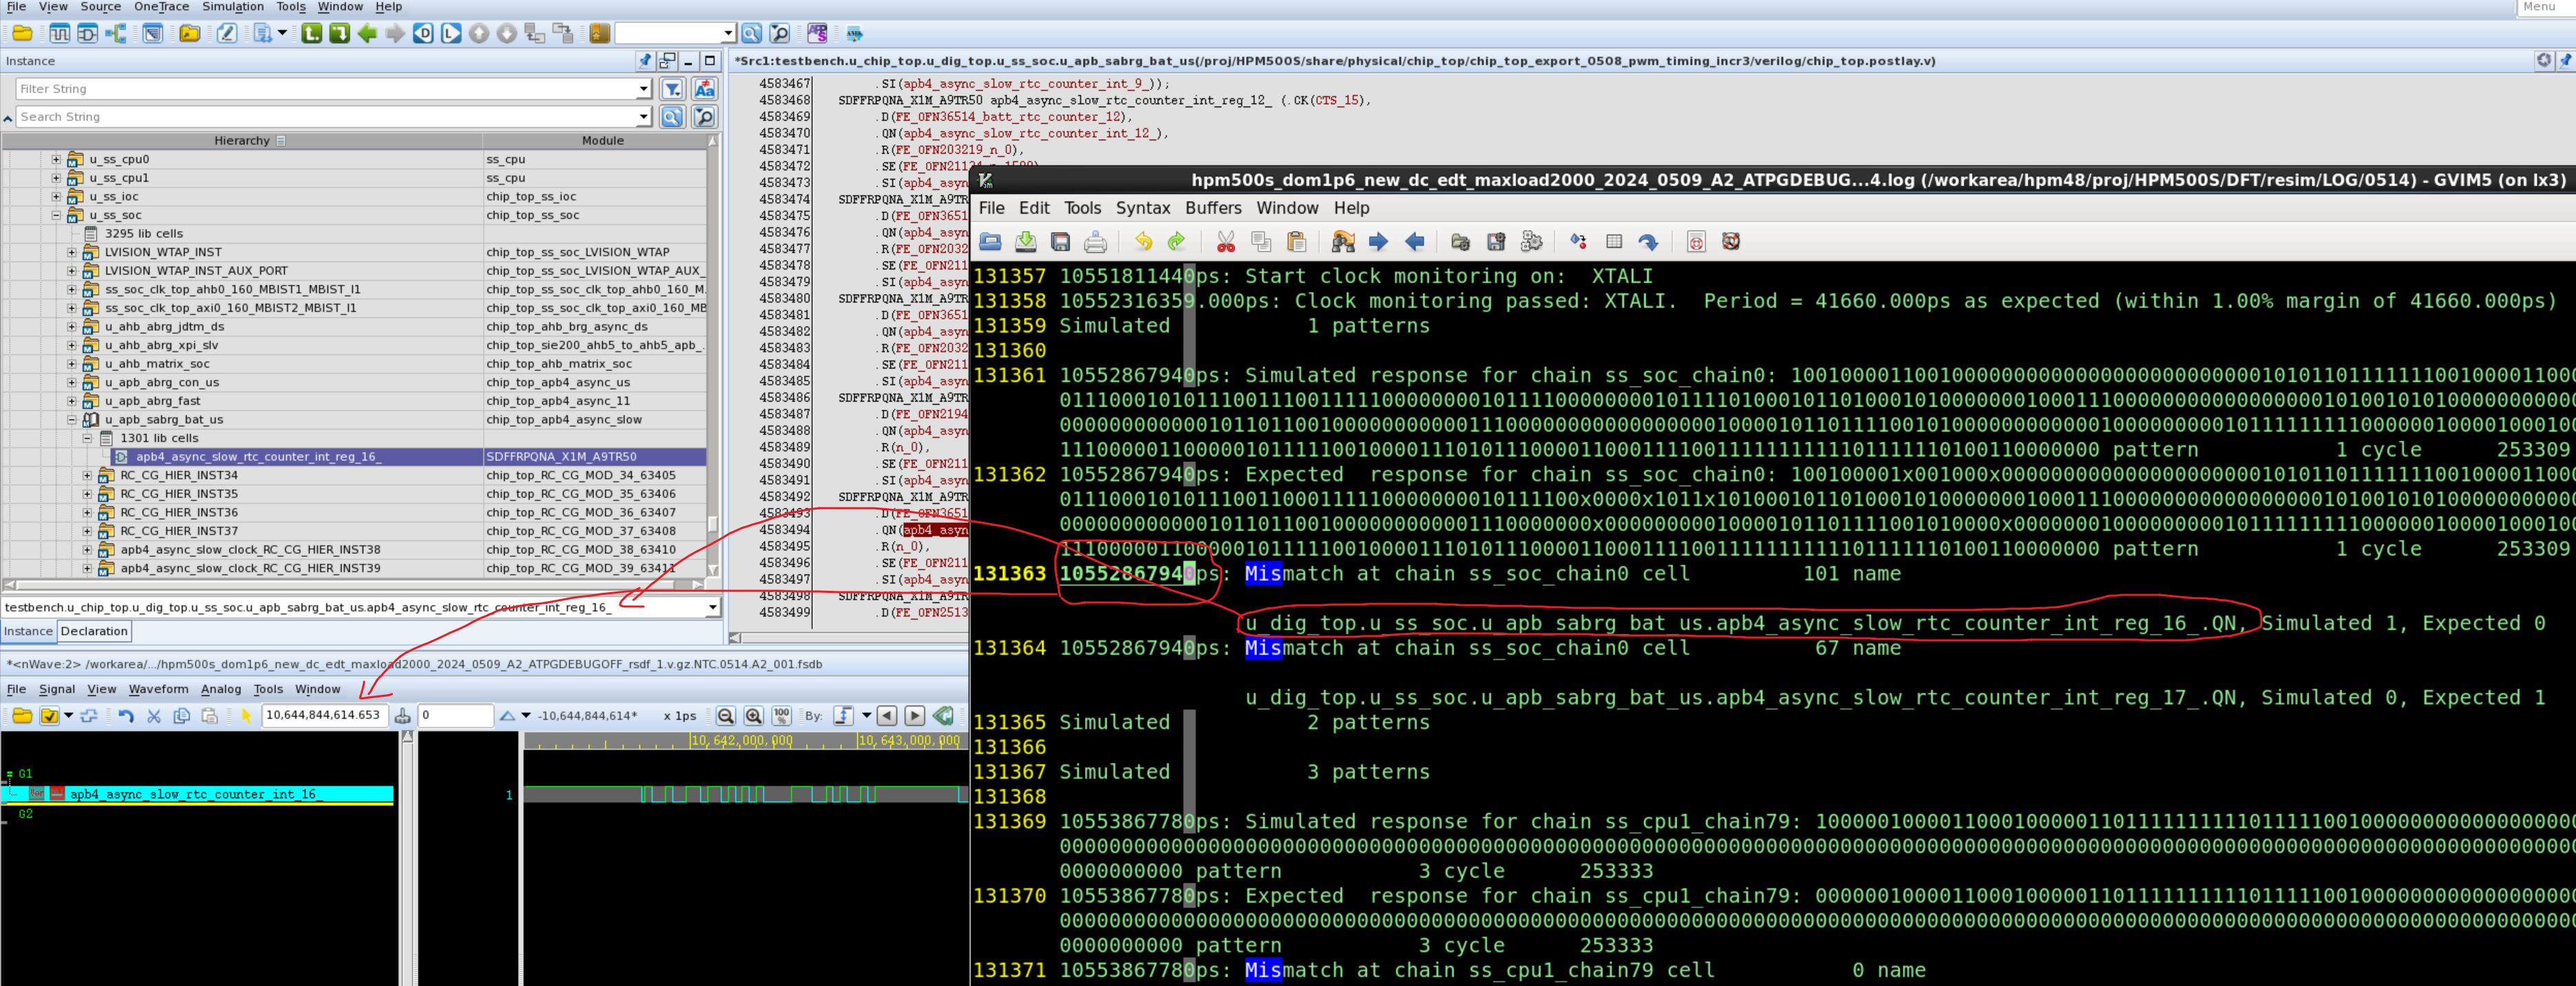 File View Source OneTrace Simulation Tools Window Help
Menu
Instance
*Src1:testbench.u_chip_top.u_dig_top.u_ss_soc.u_apb_sabrg_bat_us(/proj/HPM500S/share/physical/chip_top/chip_top_export_0508_pwm_timing_incr3/verilog/chip_top.postlay.v)
Filter String
Search String
Hierarchy Module
u_ss_cpu0 ss_cpu
u_ss_cpu1 ss_cpu
u_ss_ioc chip_top_ss_ioc
u_ss_soc chip_top_ss_soc
3295 lib cells
LVISION_WTAP_INST chip_top_ss_soc_LVISION_WTAP
LVISION_WTAP_INST_AUX_PORT chip_top_ss_soc_LVISION_WTAP_AUX_
ss_soc_clk_top_ahb0_160_MBIST1_MBIST_I1 chip_top_ss_soc_clk_top_ahb0_160_M
ss_soc_clk_top_axi0_160_MBIST2_MBIST_I1 chip_top_ss_soc_clk_top_axi0_160_MB
u_ahb_abrg_jdtm_ds chip_top_ahb_brg_async_ds
u_ahb_abrg_xpi_slv chip_top_sie200_ahb5_to_ahb5_apb_
u_ahb_matrix_soc chip_top_ahb_matrix_soc
u_apb_abrg_con_us chip_top_apb4_async_us
u_apb_abrg_fast chip_top_apb4_async_11
u_apb_sabrg_bat_us chip_top_apb4_async_slow
1301 lib cells
apb4_async_slow_rtc_counter_int_reg_16_ SDFFRPQNA_X1M_A9TR50
RC_CG_HIER_INST34 chip_top_RC_CG_MOD_34_63405
RC_CG_HIER_INST35 chip_top_RC_CG_MOD_35_63406
RC_CG_HIER_INST36 chip_top_RC_CG_MOD_36_63407
RC_CG_HIER_INST37 chip_top_RC_CG_MOD_37_63408
apb4_async_slow_clock_RC_CG_HIER_INST38 chip_top_RC_CG_MOD_38_63410
apb4_async_slow_clock_RC_CG_HIER_INST39 chip_top_RC_CG_MOD_39_63411
testbench.u_chip_top.u_dig_top.u_ss_soc.u_apb_sabrg_bat_us.apb4_async_slow_rtc_counter_int_reg_16_
Instance Declaration
4583467 .SI(apb4_async_slow_rtc_counter_int_9_));
4583468 SDFFRPQNA_X1M_A9TR50 apb4_async_slow_rtc_counter_int_reg_12_ (.CK(CTS_15),
4583469 .D(FE_OFN36514_batt_rtc_counter_12),
4583470 .QN(apb4_async_slow_rtc_counter_int_12_),
4583471 .R(FE_OFN203219_n_0),
4583472 .SE(FE_OFN21134_n_1500),
4583473 .SI(apb4_asyn
4583474 SDFFRPQNA_X1M_A9TR
4583475 .D(FE_OFN3651
4583476 .QN(apb4_asyn
4583477 .R(FE_OFN2032
4583478 .SE(FE_OFN211
4583479 .SI(apb4_asyn
4583480 SDFFRPQNA_X1M_A9TR
4583481 .D(FE_OFN3651
4583482 .QN(apb4_asyn
4583483 .R(FE_OFN2032
4583484 .SE(FE_OFN211
4583485 .SI(apb4_asyn
4583486 SDFFRPQNA_X1M_A9TR
4583487 .D(FE_OFN2194
4583488 .QN(apb4_asyn
4583489 .R(n_0),
4583490 .SE(FE_OFN211
4583491 .SI(apb4_asyn
4583492 SDFFRPQNA_X1M_A9TR
4583493 .D(FE_OFN3651
4583494 .QN(apb4_asyn
4583495 .R(n_0),
4583496 .SE(FE_OFN211
4583497 .SI(apb4_asyn
4583498 SDFFRPQNA_X1M_A9TR
4583499 .D(FE_OFN2513
*<nWave:2> /workarea/.../hpm500s_dom1p6_new_dc_edt_maxload2000_2024_0509_A2_ATPGDEBUGOFF_rsdf_1.v.gz.NTC.0514.A2_001.fsdb
File Signal View Waveform Analog Tools Window
10,644,844,614.653 0 -10,644,844,614* x 1ps 100% By:
10,642,000,000 10,643,000,000
G1
apb4_async_slow_rtc_counter_int_16_ 1
G2
hpm500s_dom1p6_new_dc_edt_maxload2000_2024_0509_A2_ATPGDEBUG...4.log (/workarea/hpm48/proj/HPM500S/DFT/resim/LOG/0514) - GVIM5 (on lx3)
File Edit Tools Syntax Buffers Window Help
131357 10551811440ps: Start clock monitoring on: XTALI
131358 10552316359.000ps: Clock monitoring passed: XTALI. Period = 41660.000ps as expected (within 1.00% margin of 41660.000ps)
131359 Simulated 1 patterns
131360
131361 10552867940ps: Simulated response for chain ss_soc_chain0:
pattern 1 cycle 253309
131362 10552867940ps: Expected response for chain ss_soc_chain0:
pattern 1 cycle 253309
131363 10552867940ps: Mismatch at chain ss_soc_chain0 cell 101 name
u_dig_top.u_ss_soc.u_apb_sabrg_bat_us.apb4_async_slow_rtc_counter_int_reg_16_.QN, Simulated 1, Expected 0
131364 10552867940ps: Mismatch at chain ss_soc_chain0 cell 67 name
u_dig_top.u_ss_soc.u_apb_sabrg_bat_us.apb4_async_slow_rtc_counter_int_reg_17_.QN, Simulated 0, Expected 1
131365 Simulated 2 patterns
131366
131367 Simulated 3 patterns
131368
131369 10553867780ps: Simulated response for chain ss_cpu1_chain79:
0000000000 pattern 3 cycle 253333
131370 10553867780ps: Expected response for chain ss_cpu1_chain79:
0000000000 pattern 3 cycle 253333
131371 10553867780ps: Mismatch at chain ss_cpu1_chain79 cell 0 name